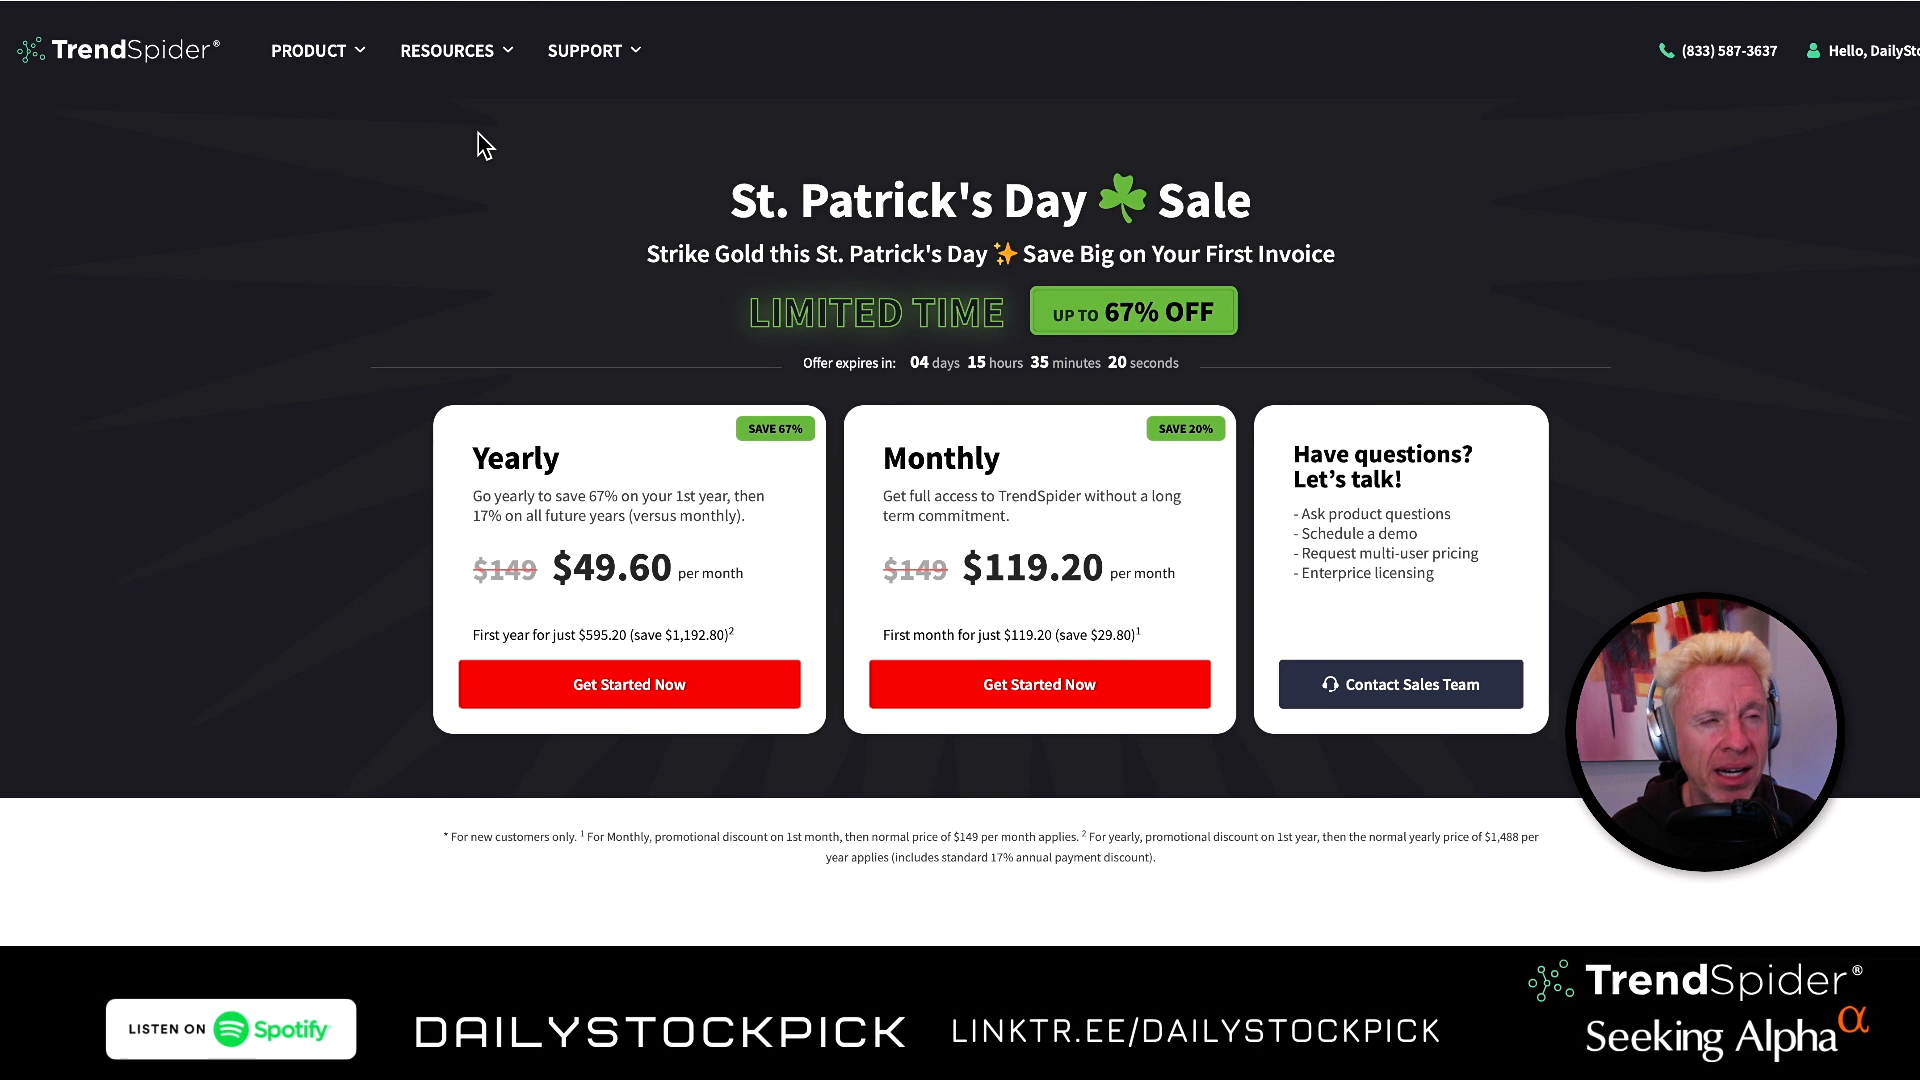 TrendSpider®
PRODUCT
RESOURCES
SUPPORT
(833) 587-3637
Hello, DailySto
St. Patrick's Day ☘ Sale
Strike Gold this St. Patrick's Day ✨ Save Big on Your First Invoice
LIMITED TIME
UP TO 67% OFF
Offer expires in: 04 days 15 hours 35 minutes 20 seconds
SAVE 67%
Yearly
Go yearly to save 67% on your 1st year, then
17% on all future years (versus monthly).
$149 $49.60 per month
First year for just $595.20 (save $1,192.80)2
Get Started Now
SAVE 20%
Monthly
Get full access to TrendSpider without a long
term commitment.
$149 $119.20 per month
First month for just $119.20 (save $29.80)1
Get Started Now
Have questions?
Let’s talk!
- Ask product questions
- Schedule a demo
- Request multi-user pricing
- Enterprice licensing
Contact Sales Team
* For new customers only. 1 For Monthly, promotional discount on 1st month, then normal price of $149 per month applies. 2 For yearly, promotional discount on 1st year, then the normal yearly price of $1,488 per
year applies (includes standard 17% annual payment discount).
LISTEN ON Spotify
DAILYSTOCKPICK
LINKTR.EE/DAILYSTOCKPICK
TrendSpider®
Seeking Alpha α